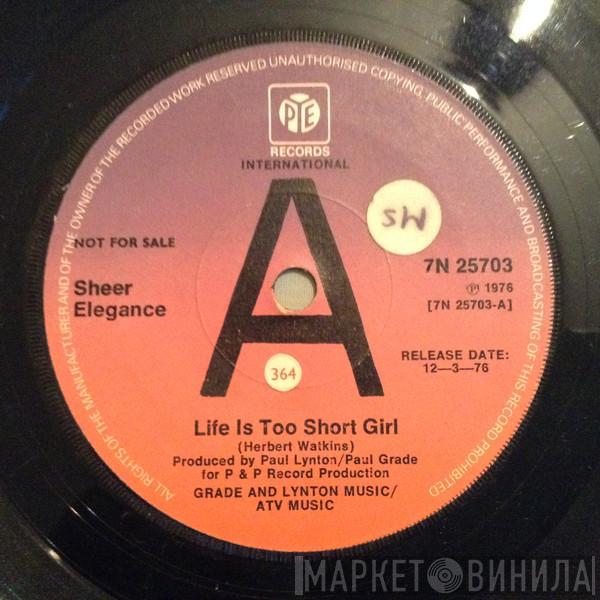 ALL RIGHTS OF THE MANUFACTURER AND OF THE OWNER OF THE RECORDED WORK RESERVED UNAUTHORISED COPYING, PUBLIC PERFORMANCE AND BROADCASTING OF THIS RECORD PROHIBITED
PYE
RECORDS
INTERNATIONAL
A
SW
NOT FOR SALE
7N 25703
Ⓟ 1976
[7N 25703-A]
Sheer
Elegance
RELEASE DATE:
12—3—76
364
Life Is Too Short Girl
(Herbert Watkins)
Produced by Paul Lynton/Paul Grade
for P & P Record Production
GRADE AND LYNTON MUSIC/
ATV MUSIC
МАРКЕТ ВИНИЛА